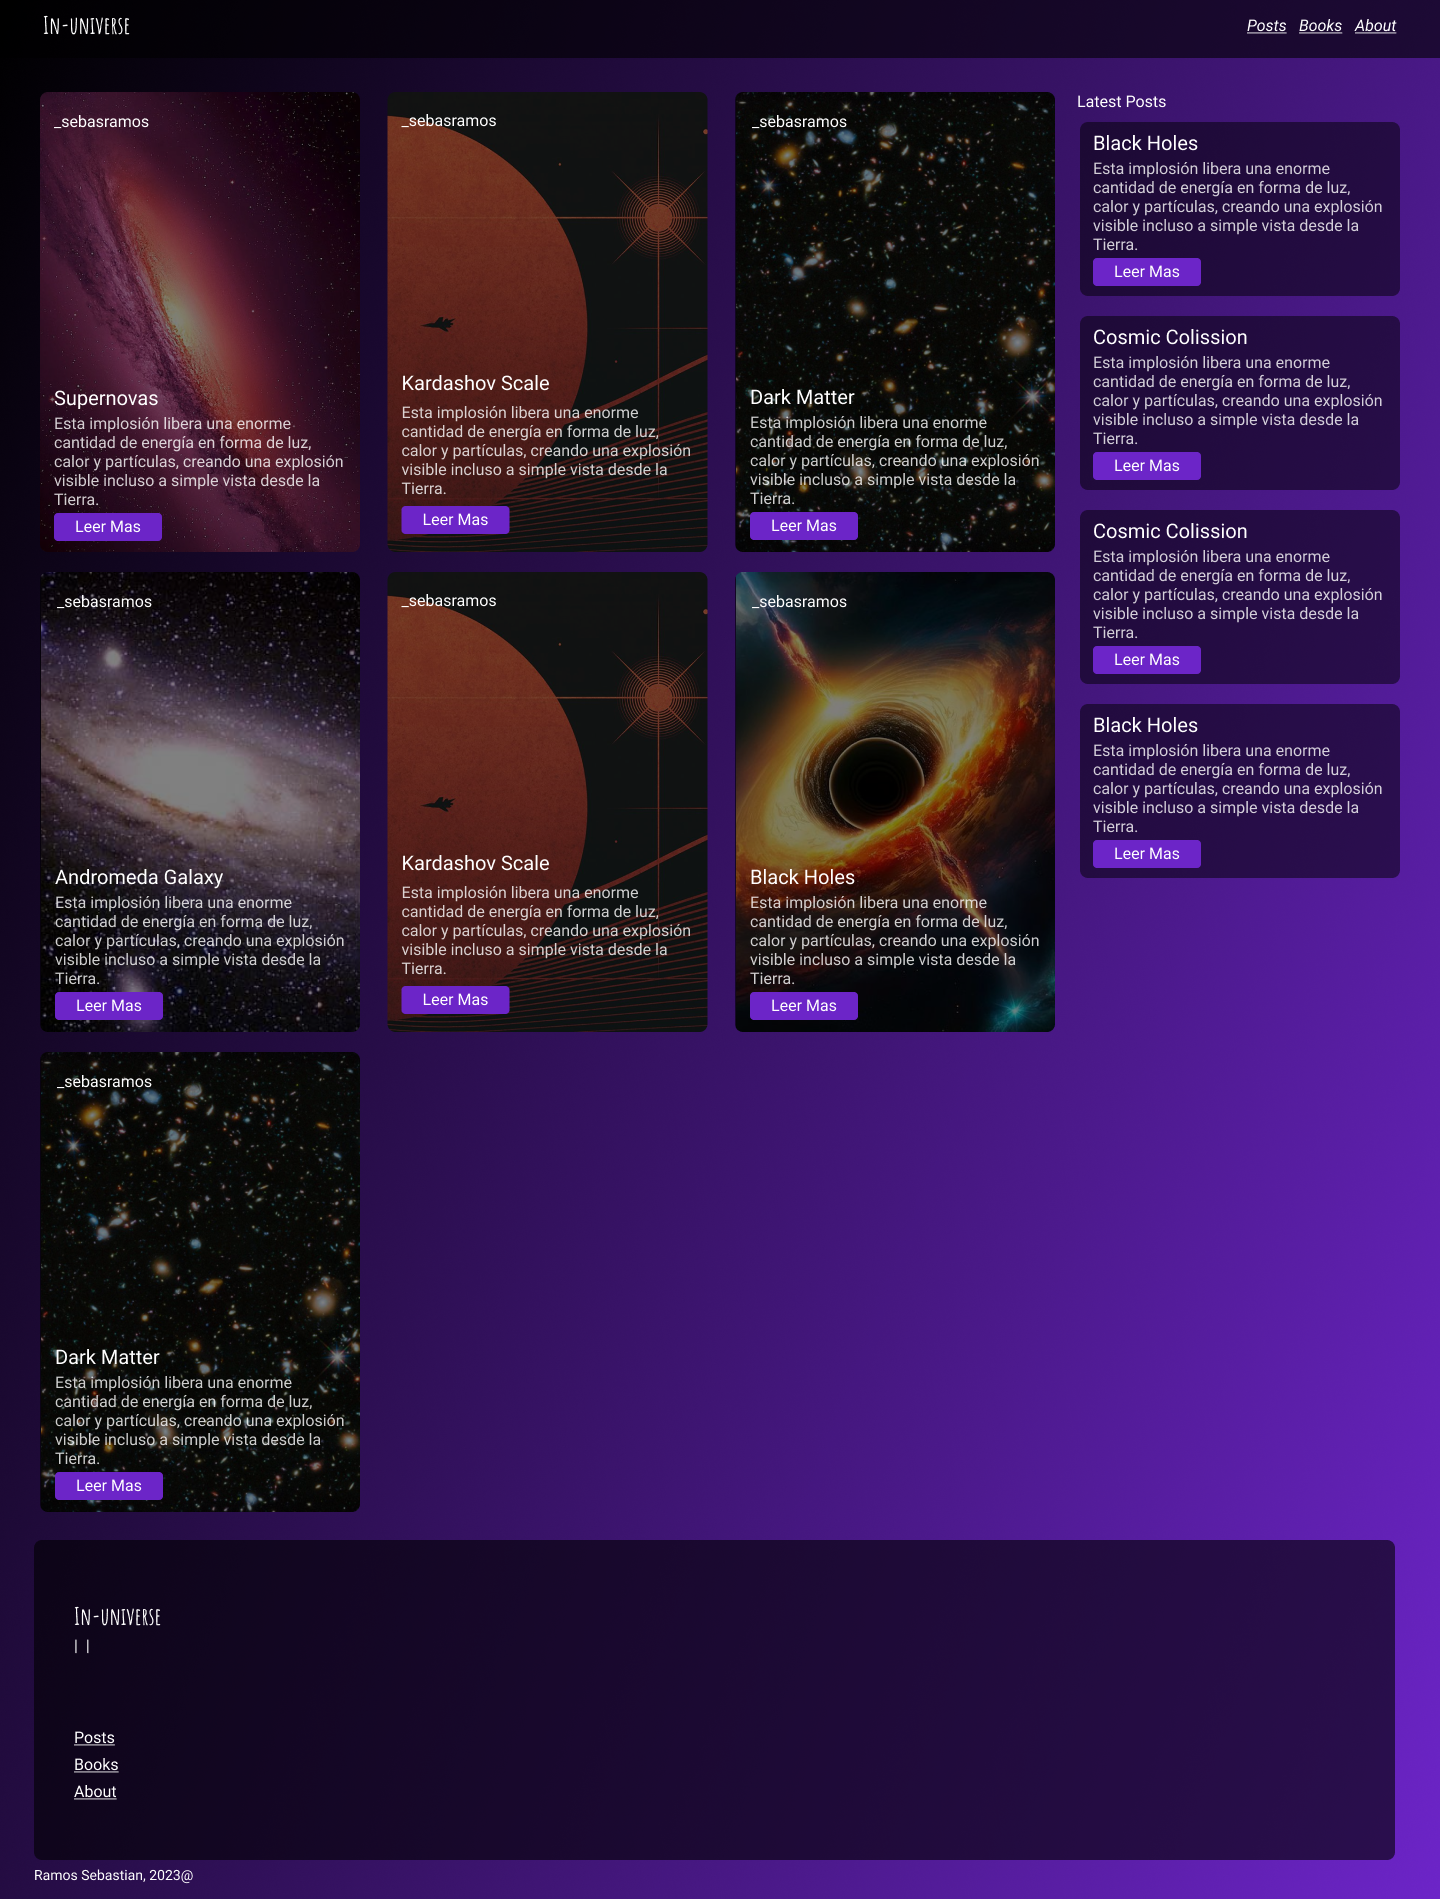 In-universe
Posts Books About
_sebasramos
Supernovas
Esta implosión libera una enorme
cantidad de energía en forma de luz,
calor y partículas, creando una explosión
visible incluso a simple vista desde la
Tierra.
Leer Mas
_sebasramos
Kardashov Scale
Esta implosión libera una enorme
cantidad de energía en forma de luz,
calor y partículas, creando una explosión
visible incluso a simple vista desde la
Tierra.
Leer Mas
_sebasramos
Dark Matter
Esta implosión libera una enorme
cantidad de energía en forma de luz,
calor y partículas, creando una explosión
visible incluso a simple vista desde la
Tierra.
Leer Mas
_sebasramos
Andromeda Galaxy
Esta implosión libera una enorme
cantidad de energía en forma de luz,
calor y partículas, creando una explosión
visible incluso a simple vista desde la
Tierra.
Leer Mas
_sebasramos
Kardashov Scale
Esta implosión libera una enorme
cantidad de energía en forma de luz,
calor y partículas, creando una explosión
visible incluso a simple vista desde la
Tierra.
Leer Mas
_sebasramos
Black Holes
Esta implosión libera una enorme
cantidad de energía en forma de luz,
calor y partículas, creando una explosión
visible incluso a simple vista desde la
Tierra.
Leer Mas
_sebasramos
Dark Matter
Esta implosión libera una enorme
cantidad de energía en forma de luz,
calor y partículas, creando una explosión
visible incluso a simple vista desde la
Tierra.
Leer Mas
Latest Posts
Black Holes
Esta implosión libera una enorme
cantidad de energía en forma de luz,
calor y partículas, creando una explosión
visible incluso a simple vista desde la
Tierra.
Leer Mas
Cosmic Colission
Esta implosión libera una enorme
cantidad de energía en forma de luz,
calor y partículas, creando una explosión
visible incluso a simple vista desde la
Tierra.
Leer Mas
Cosmic Colission
Esta implosión libera una enorme
cantidad de energía en forma de luz,
calor y partículas, creando una explosión
visible incluso a simple vista desde la
Tierra.
Leer Mas
Black Holes
Esta implosión libera una enorme
cantidad de energía en forma de luz,
calor y partículas, creando una explosión
visible incluso a simple vista desde la
Tierra.
Leer Mas
In-universe
| |
Posts
Books
About
Ramos Sebastian, 2023@